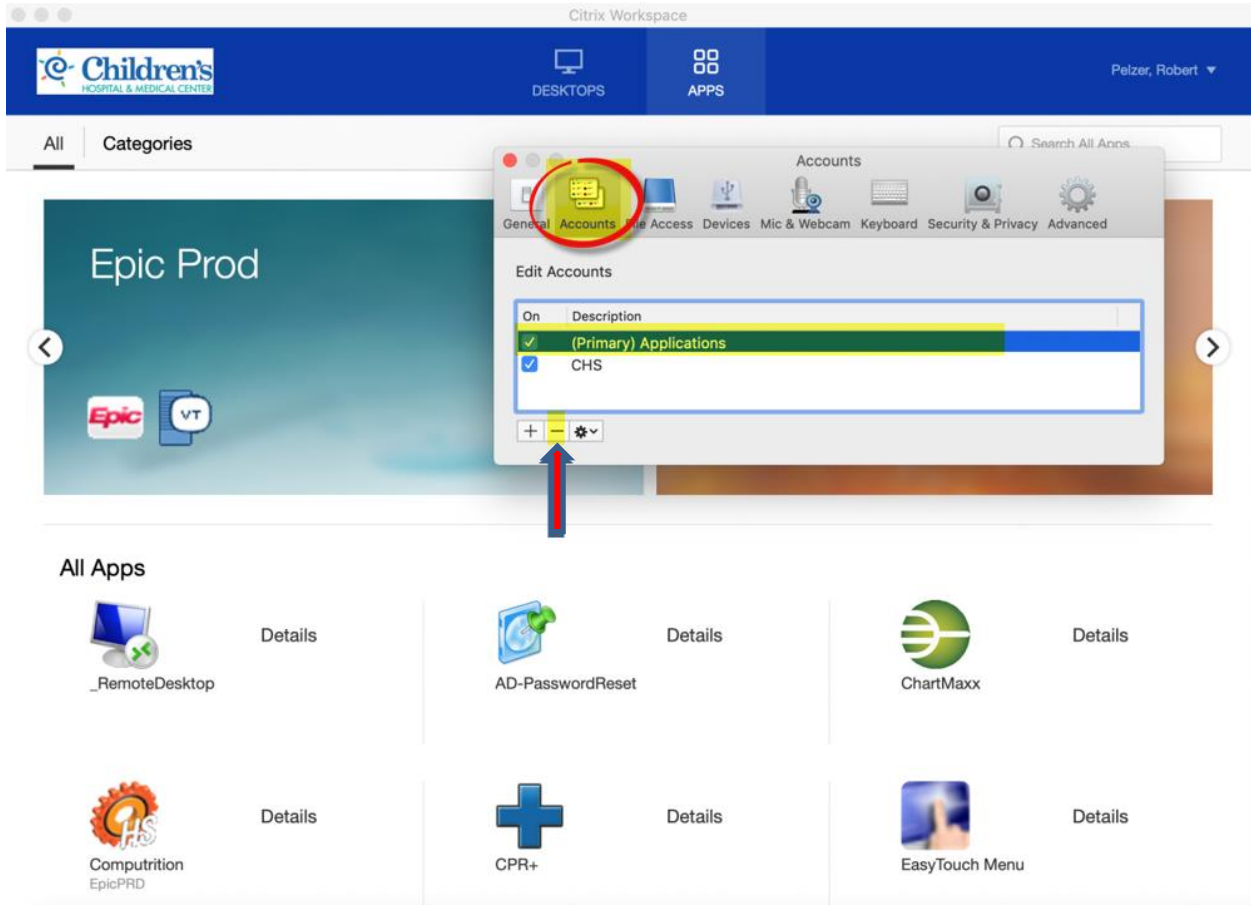 Citrix Workspace
Children's
HOSPITAL & MEDICAL CENTER
DESKTOPS
APPS
Pelzer, Robert
All
Categories
Search All Apps
Accounts
General Accounts File Access Devices Mic & Webcam Keyboard Security & Privacy Advanced
Edit Accounts
On Description
(Primary) Applications
CHS
Epic Prod
Epic
VT
All Apps
Details
_RemoteDesktop
Details
AD-PasswordReset
Details
ChartMaxx
HS
Details
Computrition
EpicPRD
Details
CPR+
Details
EasyTouch Menu